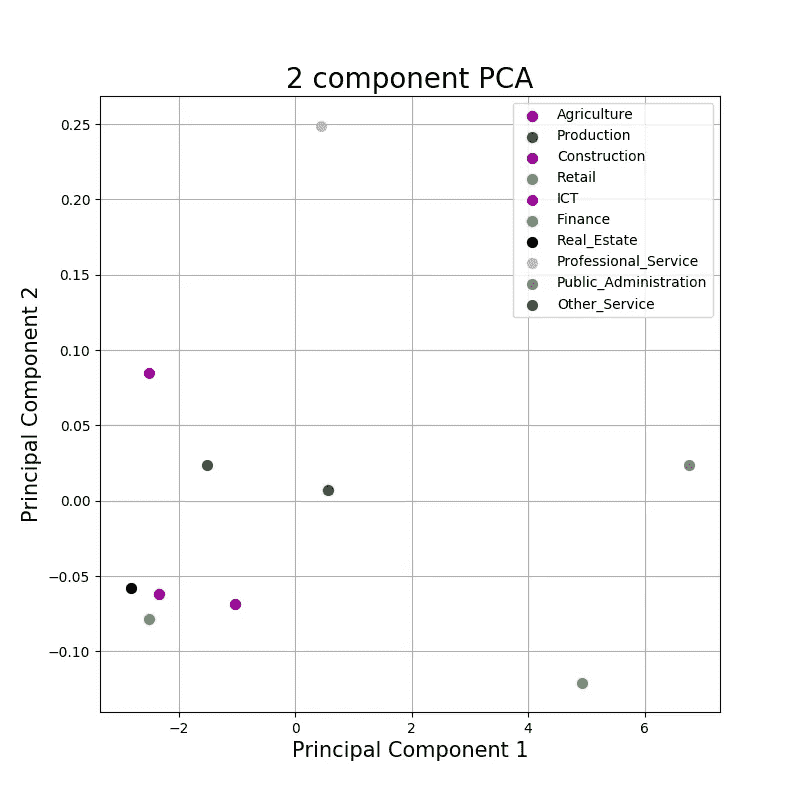 2 component PCA
Agriculture
Production
Construction
Retail
ICT
Finance
Real_Estate
Professional_Service
Public_Administration
Other_Service
Principal Component 2
0.25
0.20
0.15
0.10
0.05
0.00
−0.05
−0.10
−2
0
2
4
6
Principal Component 1